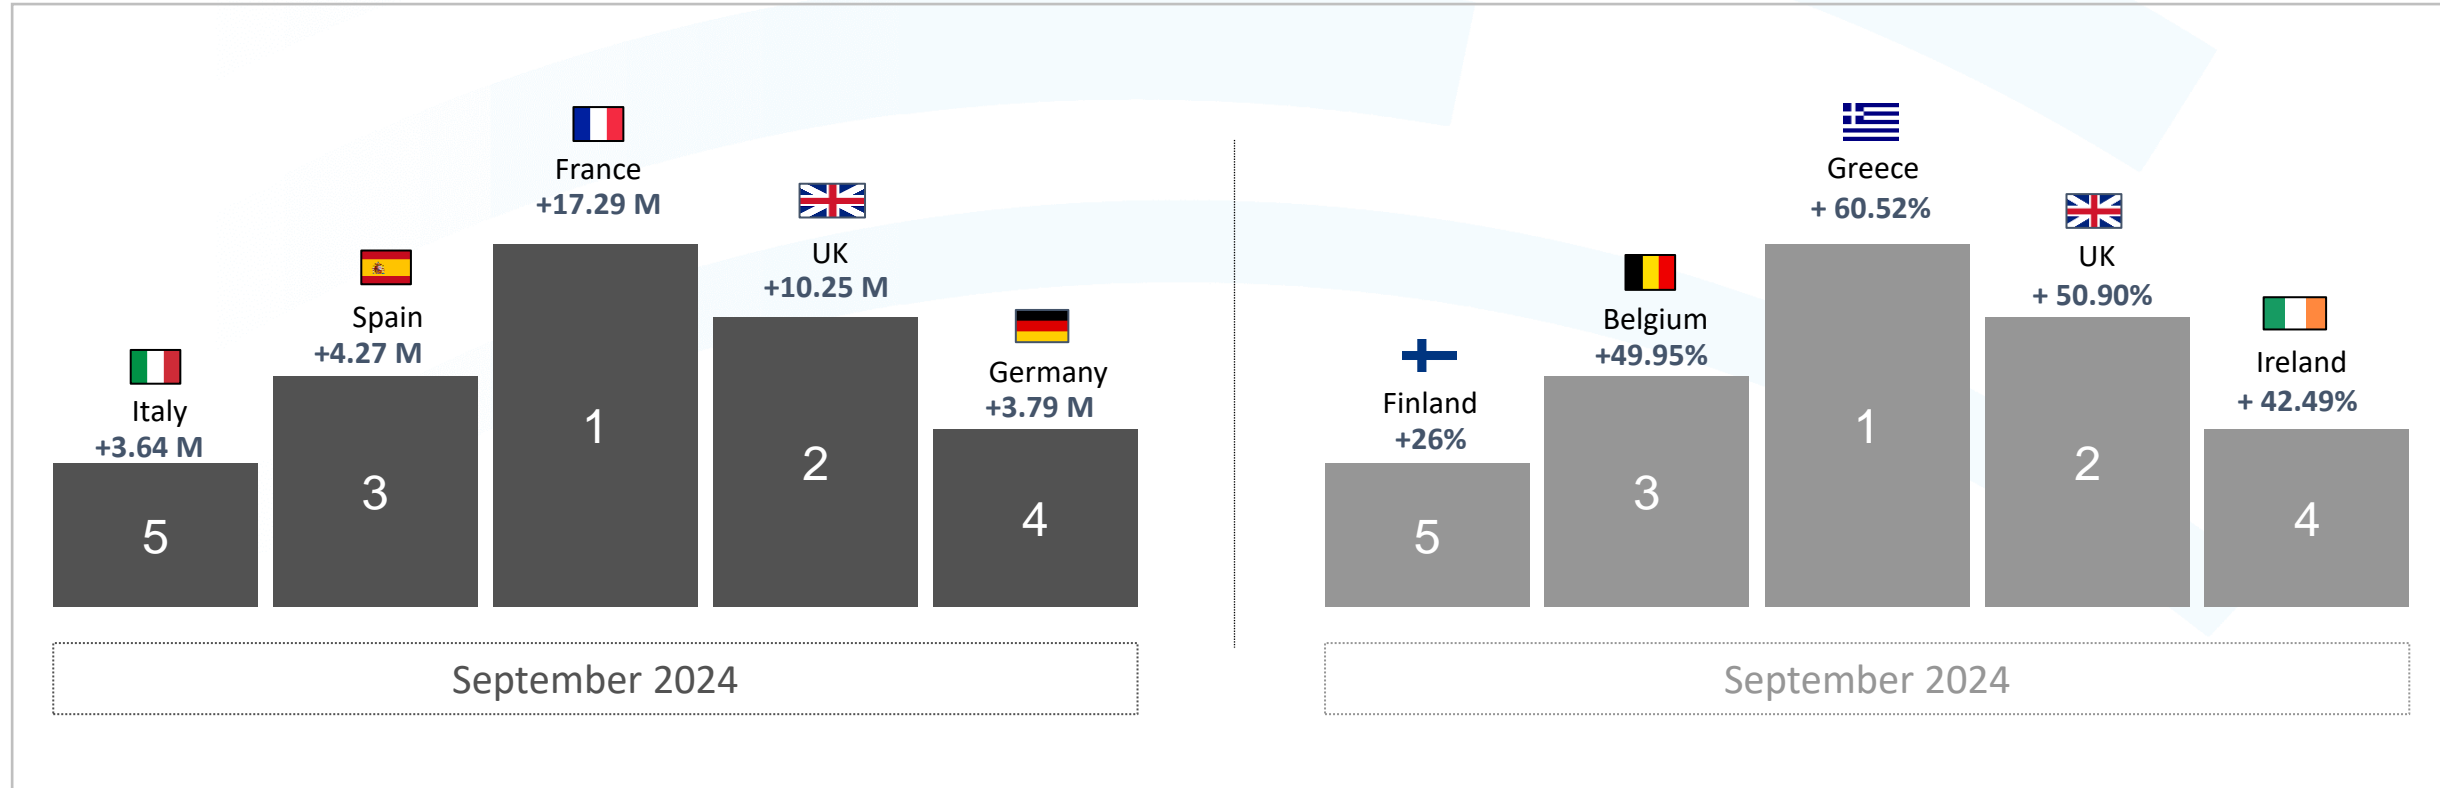 France
+17.29 M
UK
+10.25 M
Spain
+4.27 M
Germany
+3.79 M
Italy
+3.64 M
1
2
3
4
5
September 2024
Greece
+ 60.52%
UK
+ 50.90%
Belgium
+49.95%
Ireland
+ 42.49%
Finland
+26%
1
2
3
4
5
September 2024